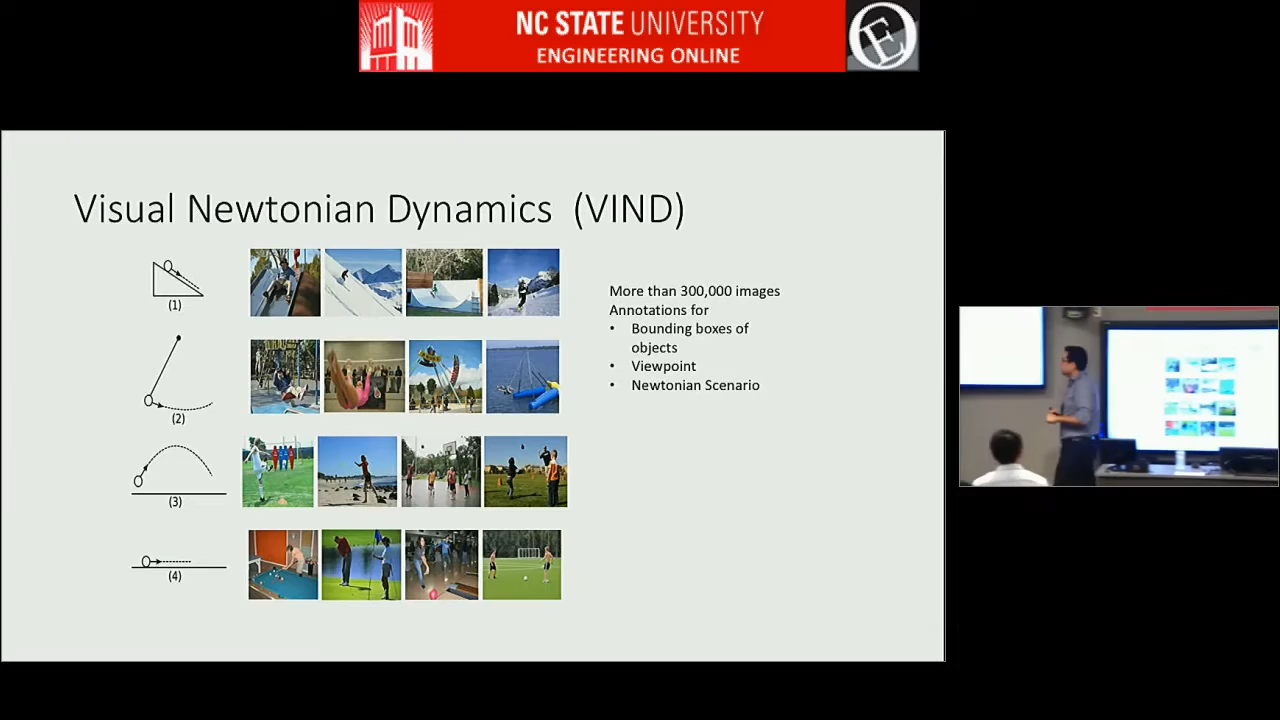 NC STATE UNIVERSITY
ENGINEERING ONLINE
E
Visual Newtonian Dynamics (VIND)
(1)
(2)
(3)
(4)
More than 300,000 images
Annotations for
• Bounding boxes of
objects
• Viewpoint
• Newtonian Scenario